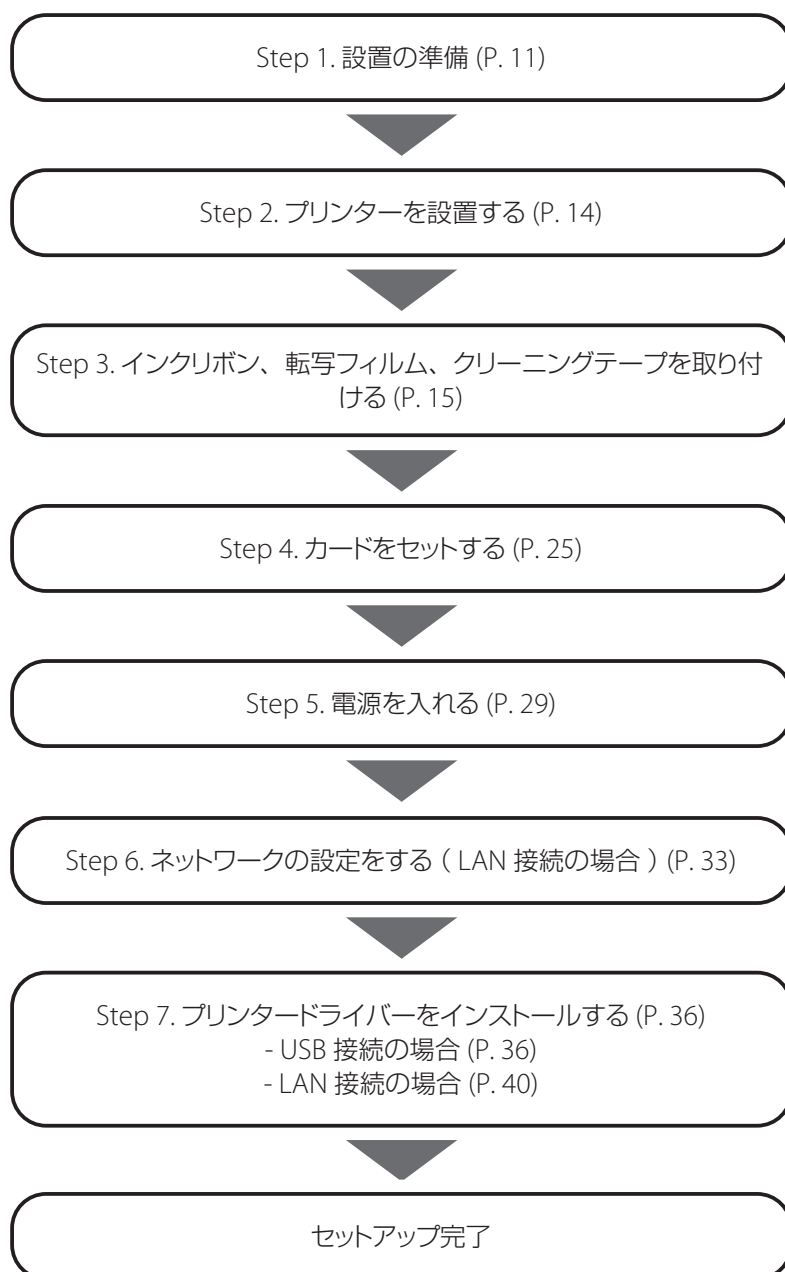 Step 1. 設置の準備 (P. 11)
Step 2. プリンターを設置する (P. 14)
Step 3. インクリボン、転写フィルム、クリーニングテープを取り付
ける (P. 15)
Step 4. カードをセットする (P. 25)
Step 5. 電源を入れる (P. 29)
Step 6. ネットワークの設定をする ( LAN 接続の場合 ) (P. 33)
Step 7. プリンタードライバーをインストールする (P. 36)
- USB 接続の場合 (P. 36)
- LAN 接続の場合 (P. 40)
セットアップ完了